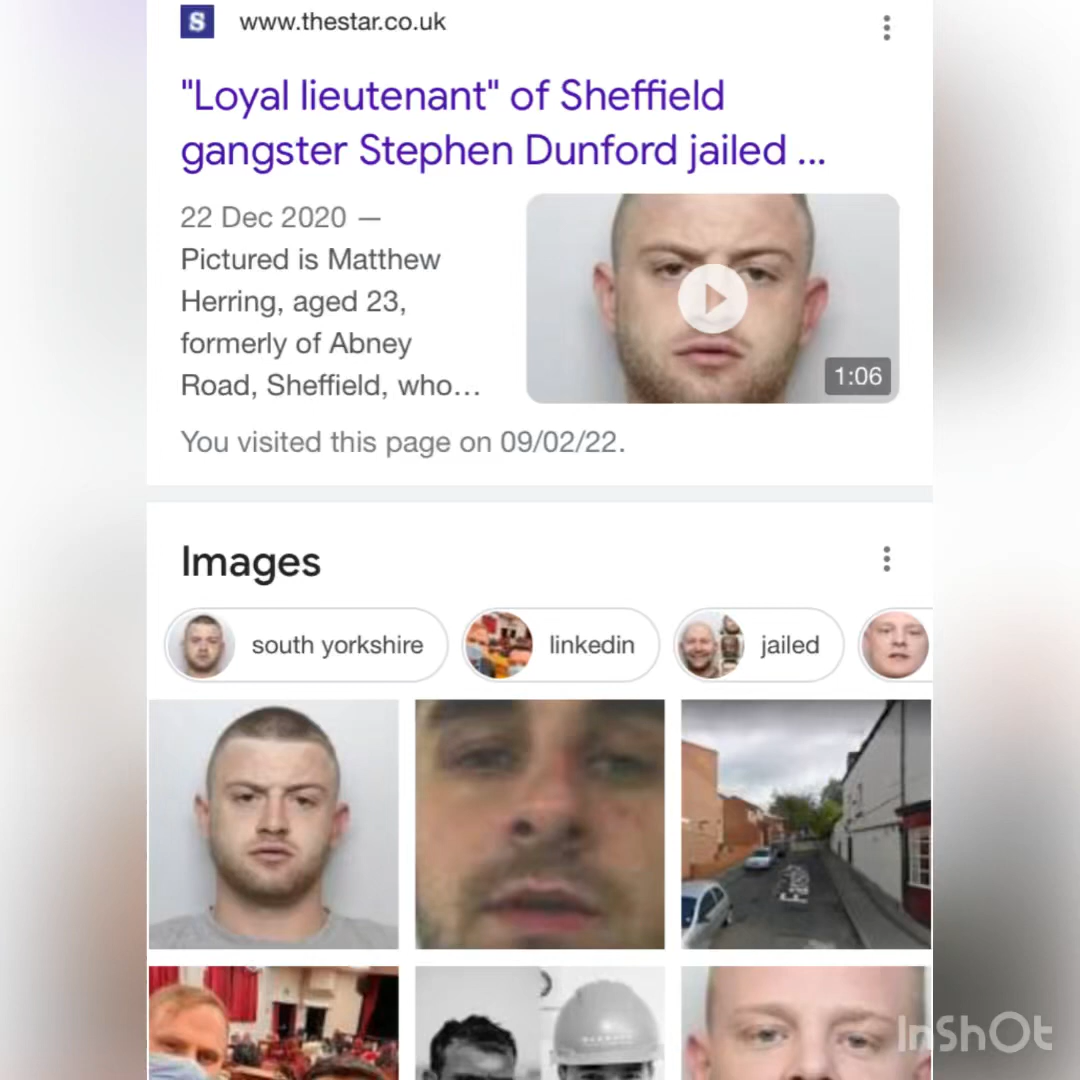 S www.thestar.co.uk
"Loyal lieutenant" of Sheffield
gangster Stephen Dunford jailed ...
22 Dec 2020 —
Pictured is Matthew
Herring, aged 23,
formerly of Abney
Road, Sheffield, who...
1:06
You visited this page on 09/02/22.
Images
south yorkshire
linkedin
jailed
InShOt